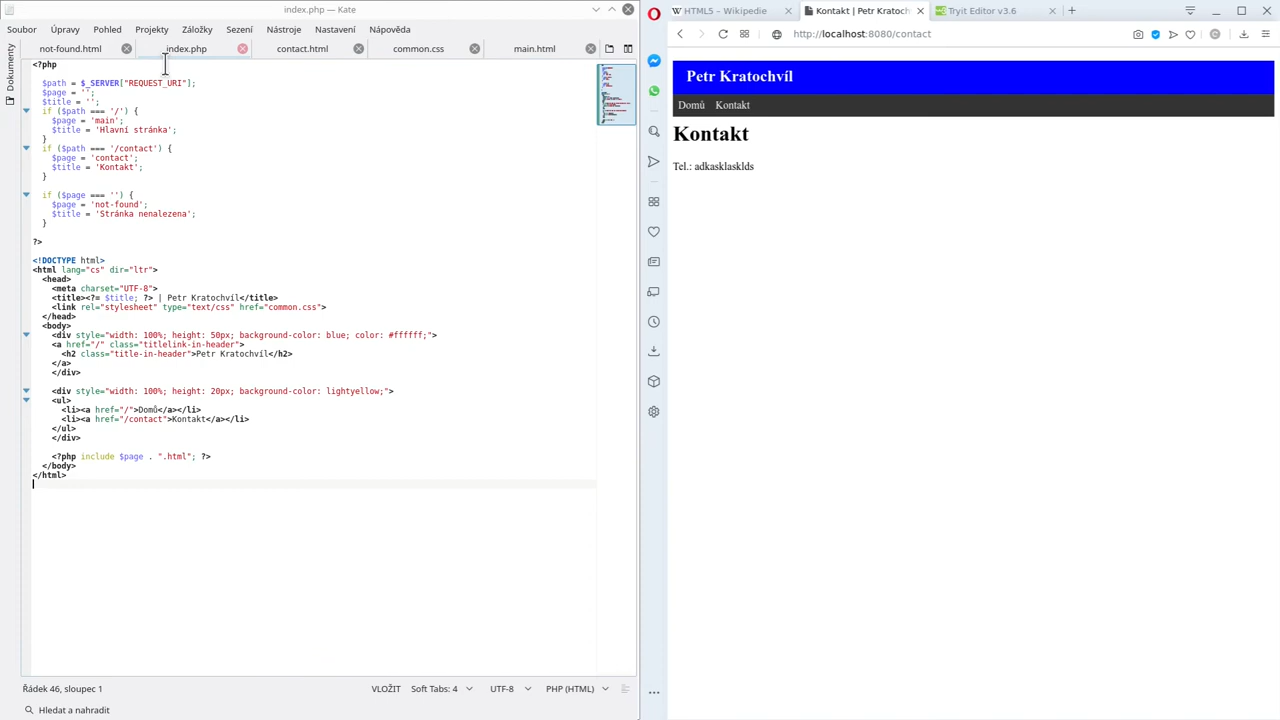 index.php — Kate
Soubor Úpravy Pohled Projekty Záložky Sezení Nástroje Nastavení Nápověda
not-found.html index.php contact.html common.css main.html
Dokumenty
<?php
$path = $_SERVER["REQUEST_URI"];
$page = '';
$title = '';
if ($path === '/') {
$page = 'main';
$title = 'Hlavní stránka';
}
if ($path === '/contact') {
$page = 'contact';
$title = 'Kontakt';
}
if ($page === '') {
$page = 'not-found';
$title = 'Stránka nenalezena';
}
?>
<!DOCTYPE html>
<html lang="cs" dir="ltr">
<head>
<meta charset="UTF-8">
<title><?= $title; ?> | Petr Kratochvíl</title>
<link rel="stylesheet" type="text/css" href="common.css">
</head>
<body>
<div style="width: 100%; height: 50px; background-color: blue; color: #ffffff;">
<a href="/" class="titlelink-in-header">
<h2 class="title-in-header">Petr Kratochvíl</h2>
</a>
</div>
<div style="width: 100%; height: 20px; background-color: lightyellow;">
<ul>
<li><a href="/">Domů</a></li>
<li><a href="/contact">Kontakt</a></li>
</ul>
</div>
<?php include $page . ".html"; ?>
</body>
</html>
Řádek 46, sloupec 1 VLOŽIT Soft Tabs: 4 UTF-8 PHP (HTML)
Hledat a nahradit
HTML5 – Wikipedie Kontakt | Petr Kratoch Tryit Editor v3.6
http://localhost:8080/contact
Petr Kratochvíl
Domů Kontakt
Kontakt
Tel.: adkasklasklds